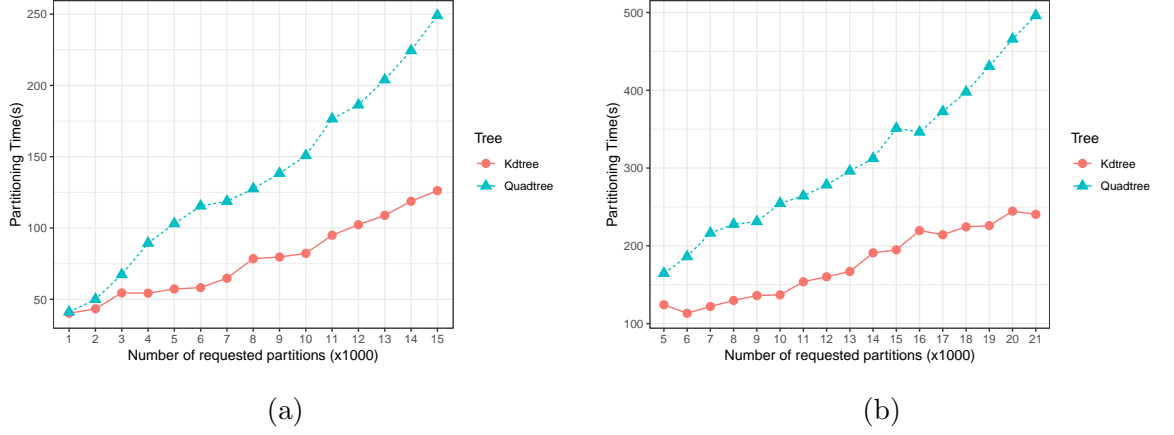 250
200
150
100
50
Partitioning Time(s)
1 2 3 4 5 6 7 8 9 10 11 12 13 14 15
Number of requested partitions (x1000)
Tree
Kdtree
Quadtree
(a)
500
400
300
200
100
Partitioning Time(s)
5 6 7 8 9 10 11 12 13 14 15 16 17 18 19 20 21
Number of requested partitions (x1000)
Tree
Kdtree
Quadtree
(b)